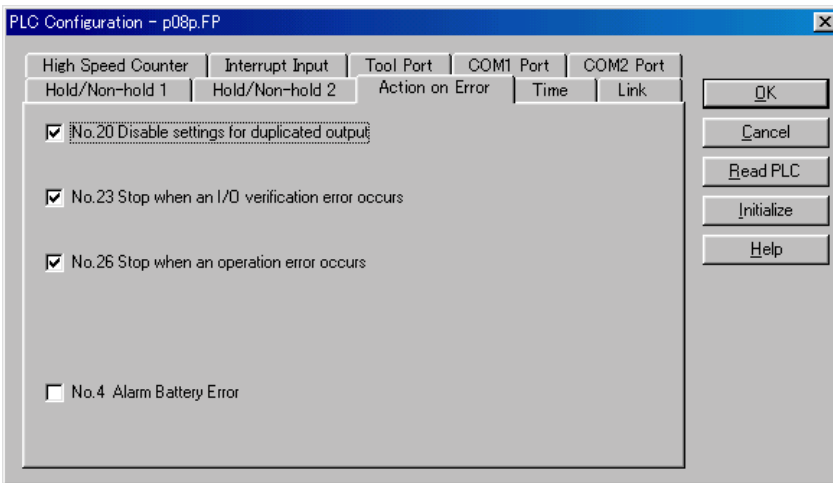 PLC Configuration - p08p.FP
High Speed Counter Interrupt Input Tool Port COM1 Port COM2 Port
Hold/Non-hold 1 Hold/Non-hold 2 Action on Error Time Link
No.20 Disable settings for duplicated output
No.23 Stop when an I/O verification error occurs
No.26 Stop when an operation error occurs
No.4 Alarm Battery Error
OK
Cancel
Read PLC
Initialize
Help